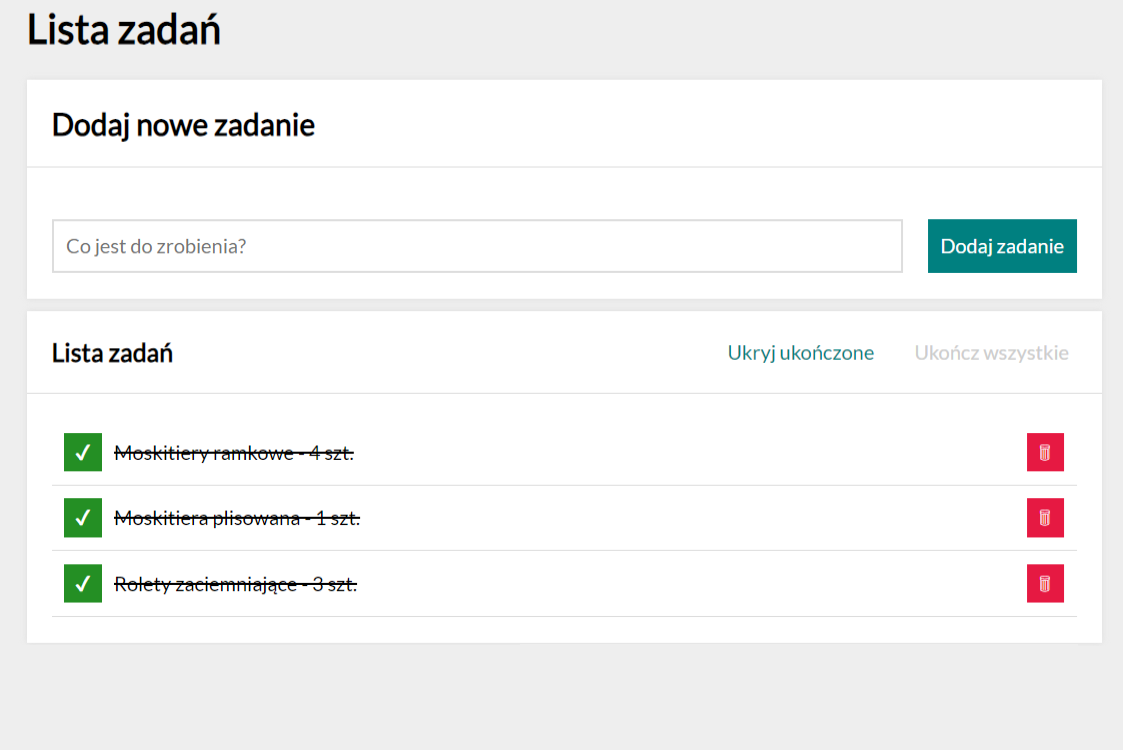 Lista zadań
Dodaj nowe zadanie
Co jest do zrobienia?
Dodaj zadanie
Lista zadań
Ukryj ukończone
Ukończ wszystkie
Moskitiery ramkowe - 4 szt.
Moskitiera plisowana - 1 szt.
Rolety zaciemniające - 3 szt.